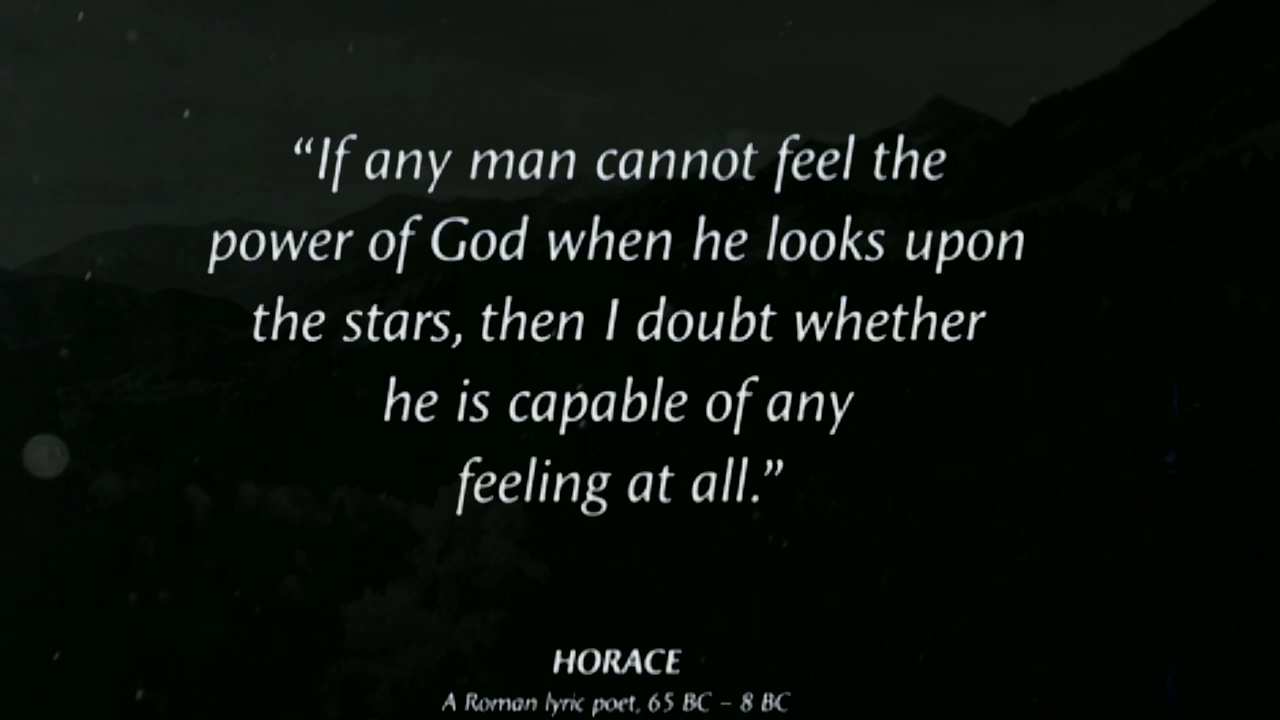 “If any man cannot feel the
power of God when he looks upon
the stars, then I doubt whether
he is capable of any
feeling at all.”
HORACE
A Roman lyric poet, 65 BC – 8 BC